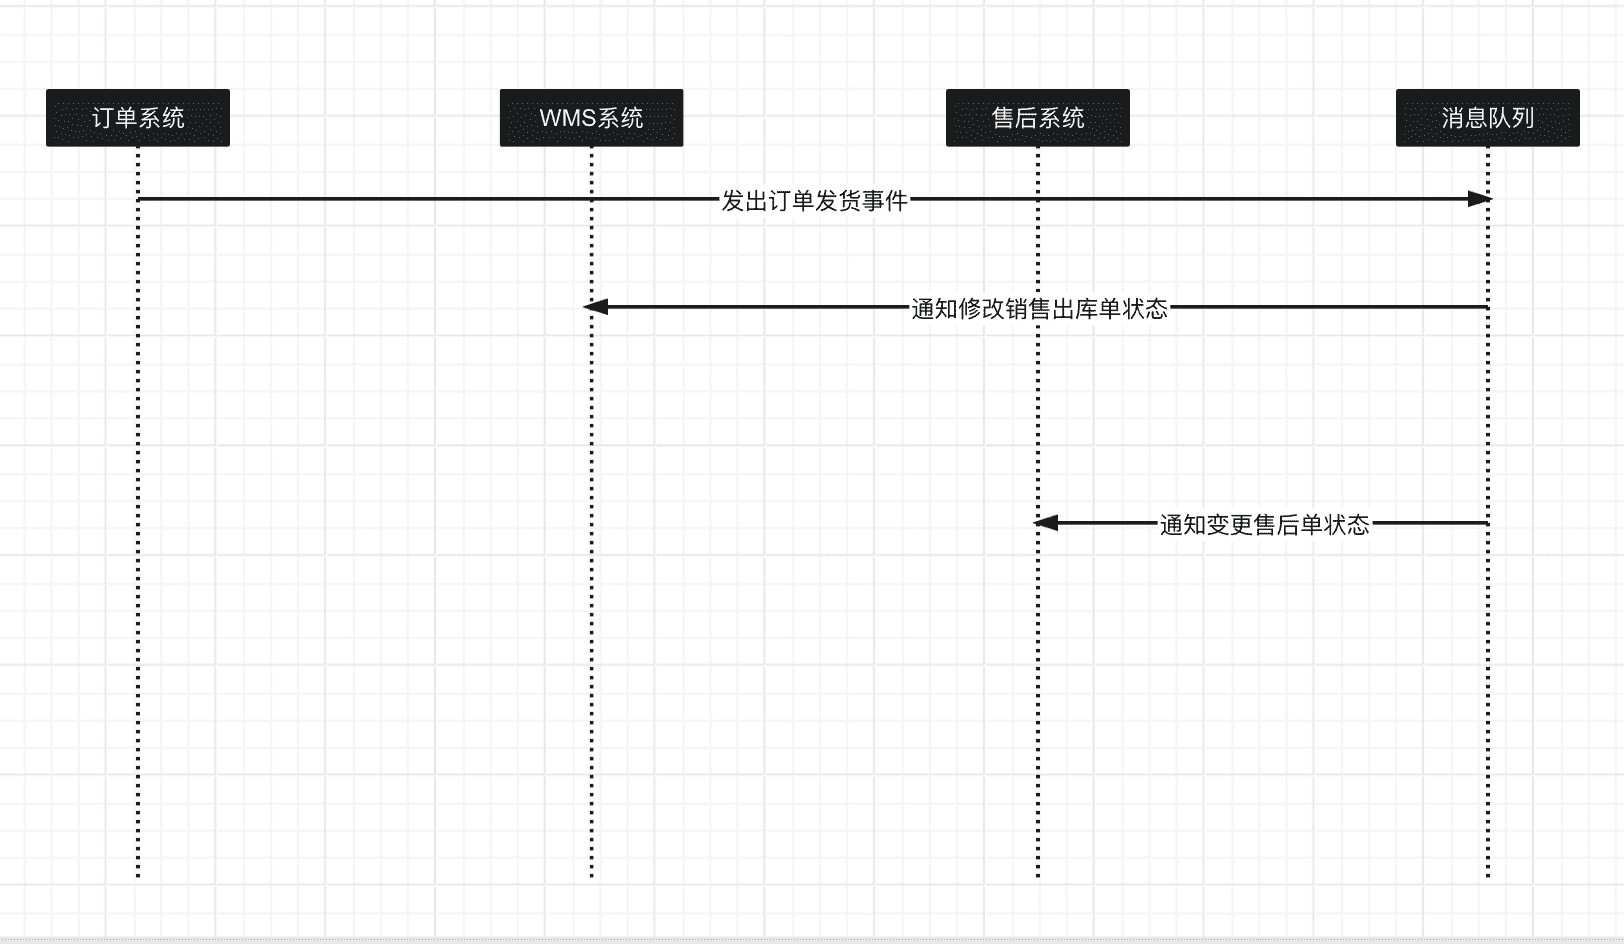 订单系统
WMS系统
售后系统
消息队列
发出订单发货事件
通知修改销售出库单状态
通知变更售后单状态